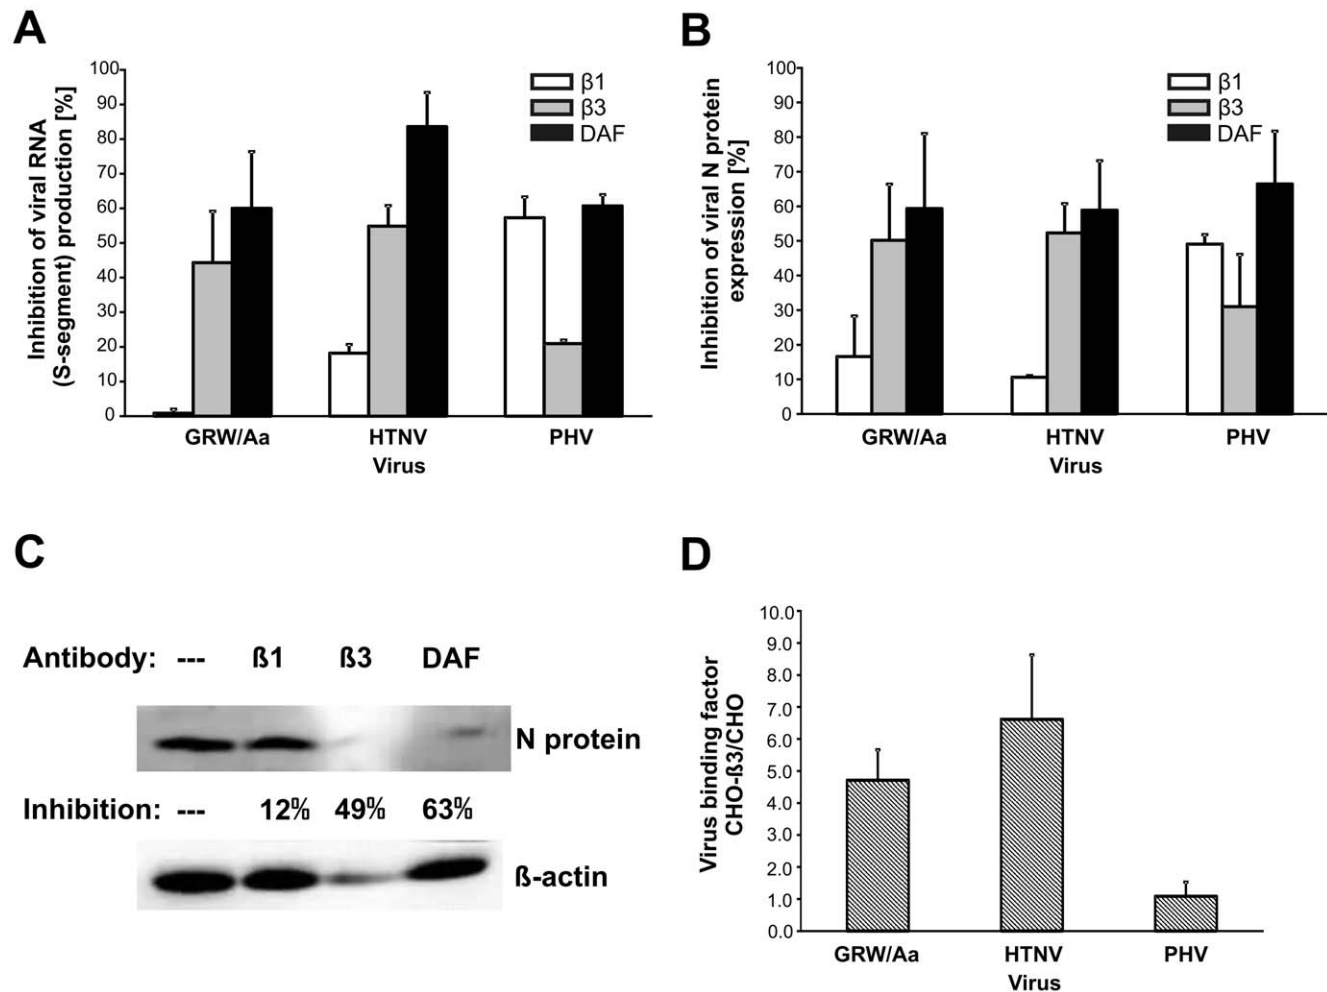 A
Inhibition of viral RNA
(S-segment) production [%]
100
90
80
70
60
50
40
30
20
10
0
β1
β3
DAF
GRW/Aa HTNV PHV
Virus
B
Inhibition of viral N protein
expression [%]
100
90
80
70
60
50
40
30
20
10
0
β1
β3
DAF
GRW/Aa HTNV PHV
Virus
C
Antibody: --- ß1 ß3 DAF
N protein
Inhibition: --- 12% 49% 63%
ß-actin
D
Virus binding factor
CHO-ß3/CHO
10.0
9.0
8.0
7.0
6.0
5.0
4.0
3.0
2.0
1.0
0.0
GRW/Aa HTNV PHV
Virus